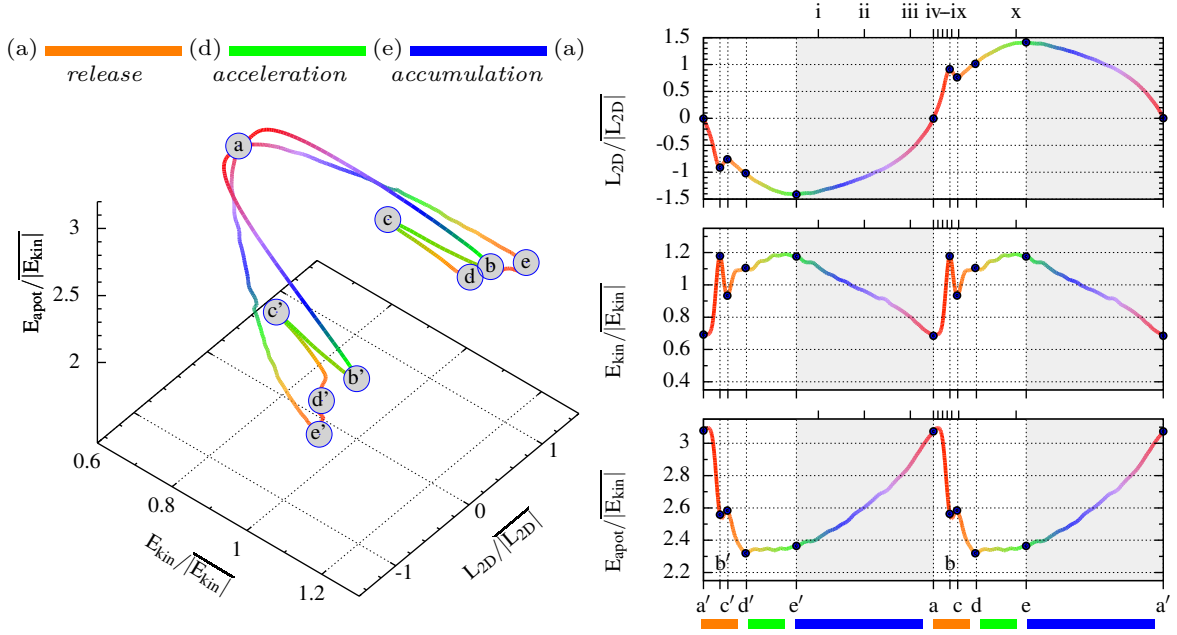 (a) (d) (e) (a)
release acceleration accumulation
a
c
b
e
d
c'
b'
d'
e'
3
2.5
2
E_apot/|E_kin|
0.6
0.8
1
1.2
E_kin/|E_kin|
-1
0
1
L_2D/|L_2D|
i ii iii iv–ix x
1.5
1
0.5
0
-0.5
-1
-1.5
L_2D/|L_2D|
1.2
1
0.8
0.6
0.4
E_kin/|E_kin|
3
2.8
2.6
2.4
2.2
E_apot/|E_kin|
b′ b
a′ c′ d′ e′ a c d e a′